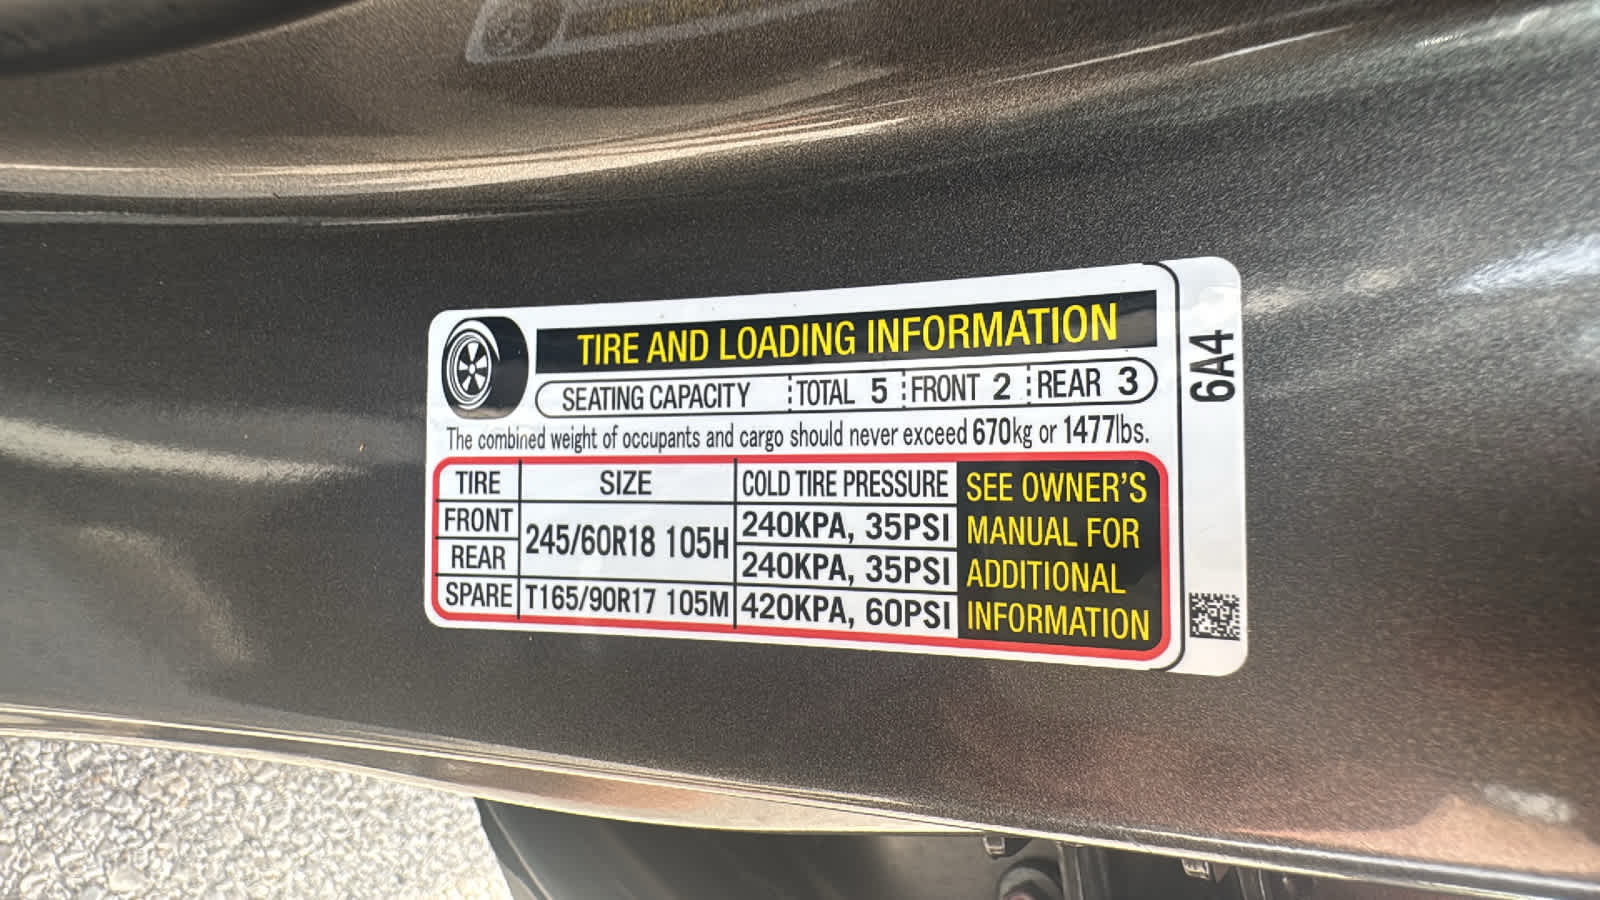 TIRE AND LOADING INFORMATION
SEATING CAPACITY TOTAL 5 FRONT 2 REAR 3
The combined weight of occupants and cargo should never exceed 670kg or 1477lbs.
TIRE SIZE COLD TIRE PRESSURE
FRONT 245/60R18 105H 240KPA, 35PSI
REAR 240KPA, 35PSI
SPARE T165/90R17 105M 420KPA, 60PSI
SEE OWNER'S
MANUAL FOR
ADDITIONAL
INFORMATION
6A4